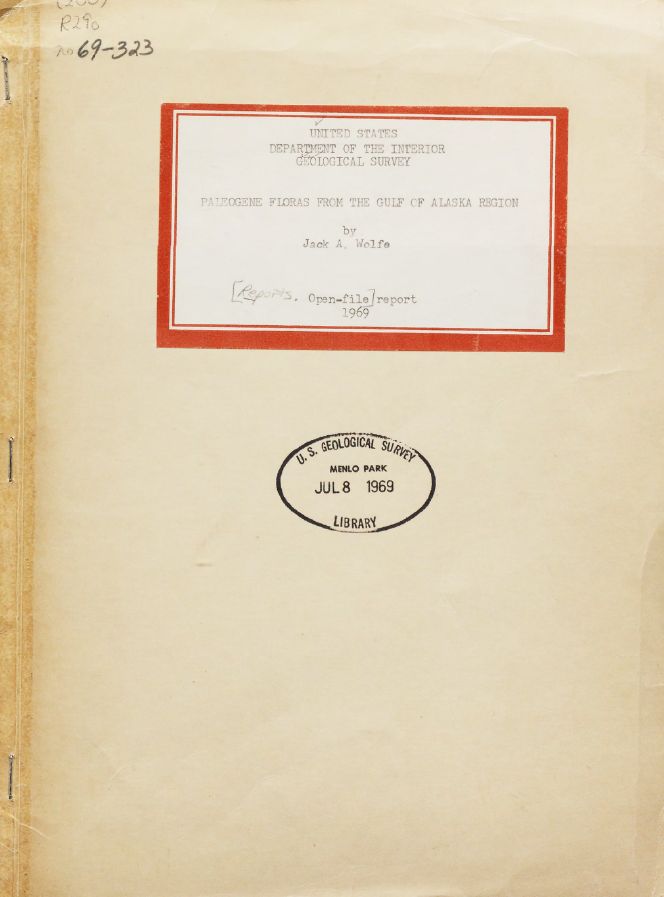 (200)
R290
no 69-323
UNITED STATES
DEPARTMENT OF THE INTERIOR
GEOLOGICAL SURVEY
PALEOGENE FLORAS FROM THE GULF OF ALASKA REGION
by
Jack A. Wolfe
[Reports. Open-file] report
1969
U. S. GEOLOGICAL SURVEY
MENLO PARK
JUL 8 1969
LIBRARY